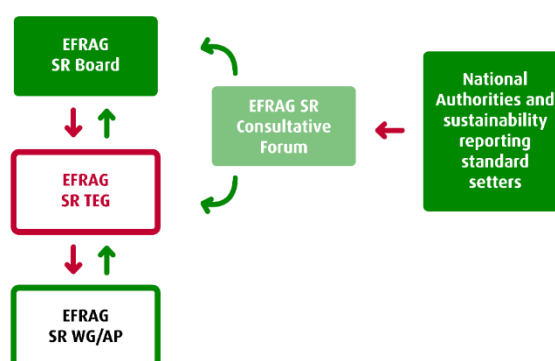 EFRAG
SR Board
EFRAG SR
Consultative
Forum
National
Authorities and
sustainability
reporting
standard
setters
EFRAG
SR TEG
EFRAG
SR WG/AP